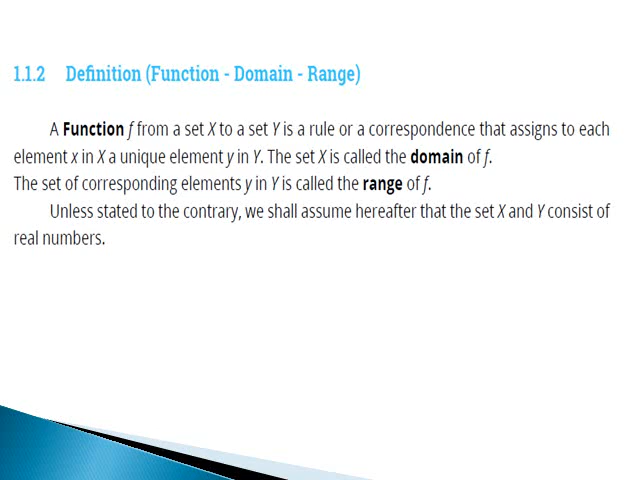 1.1.2 Definition (Function - Domain - Range)
A Function f from a set X to a set Y is a rule or a correspondence that assigns to each
element x in X a unique element y in Y. The set X is called the domain of f.
The set of corresponding elements y in Y is called the range of f.
Unless stated to the contrary, we shall assume hereafter that the set X and Y consist of
real numbers.